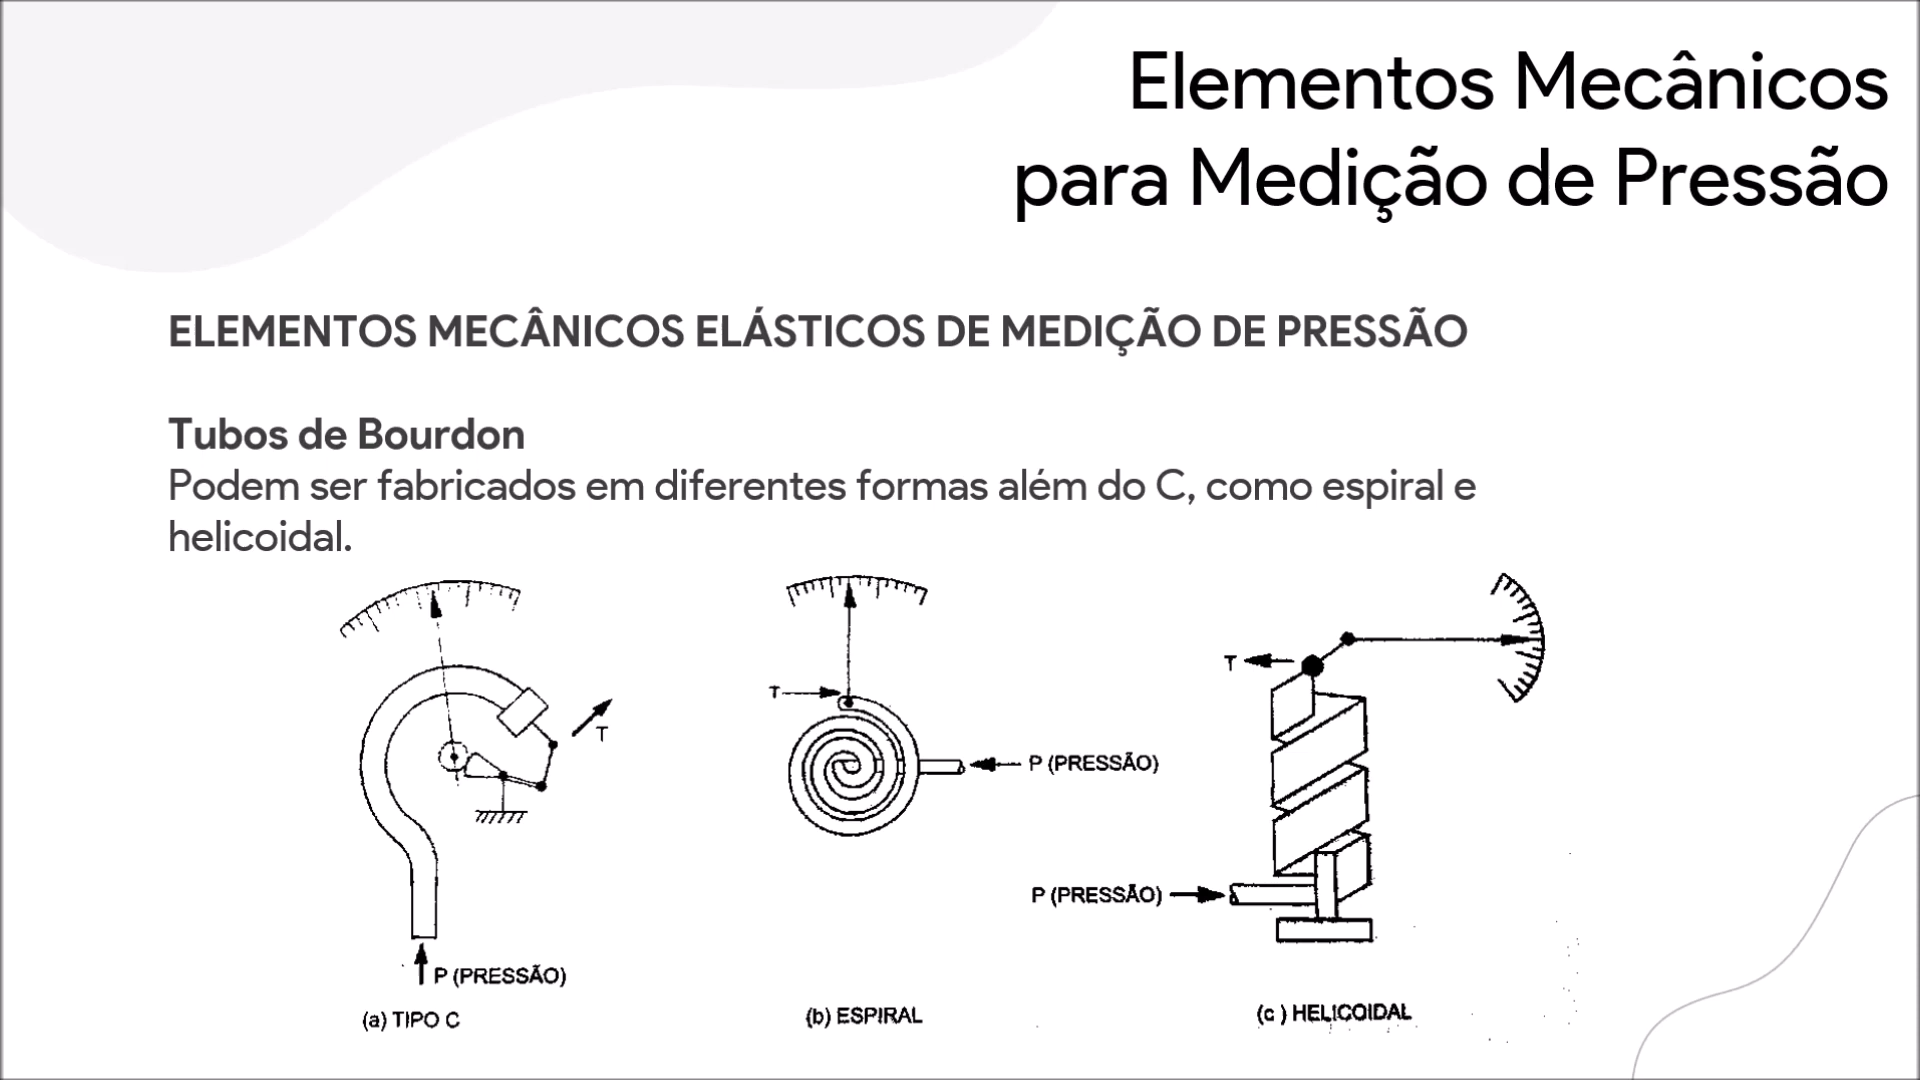 Elementos Mecânicos
para Medição de Pressão
ELEMENTOS MECÂNICOS ELÁSTICOS DE MEDIÇÃO DE PRESSÃO
Tubos de Bourdon
Podem ser fabricados em diferentes formas além do C, como espiral e
helicoidal.
T
P (PRESSÃO)
(a) TIPO C
T
P (PRESSÃO)
(b) ESPIRAL
T
P (PRESSÃO)
(c ) HELICOIDAL